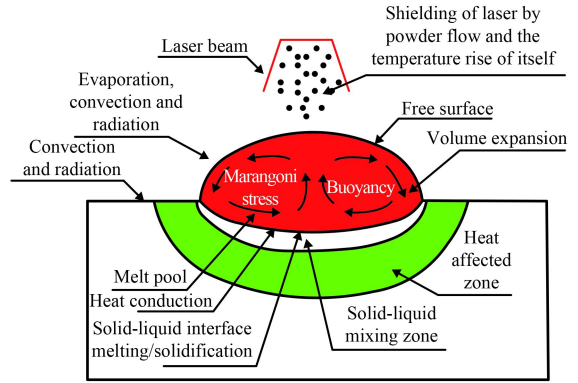 Shielding of laser by
powder flow and the
temperature rise of itself
Laser beam
Evaporation,
convection and
radiation
Free surface
Volume expansion
Convection
and radiation
Marangoni
stress
Buoyancy
Heat
affected
zone
Melt pool
Heat conduction
Solid-liquid interface
melting/solidification
Solid-liquid
mixing zone